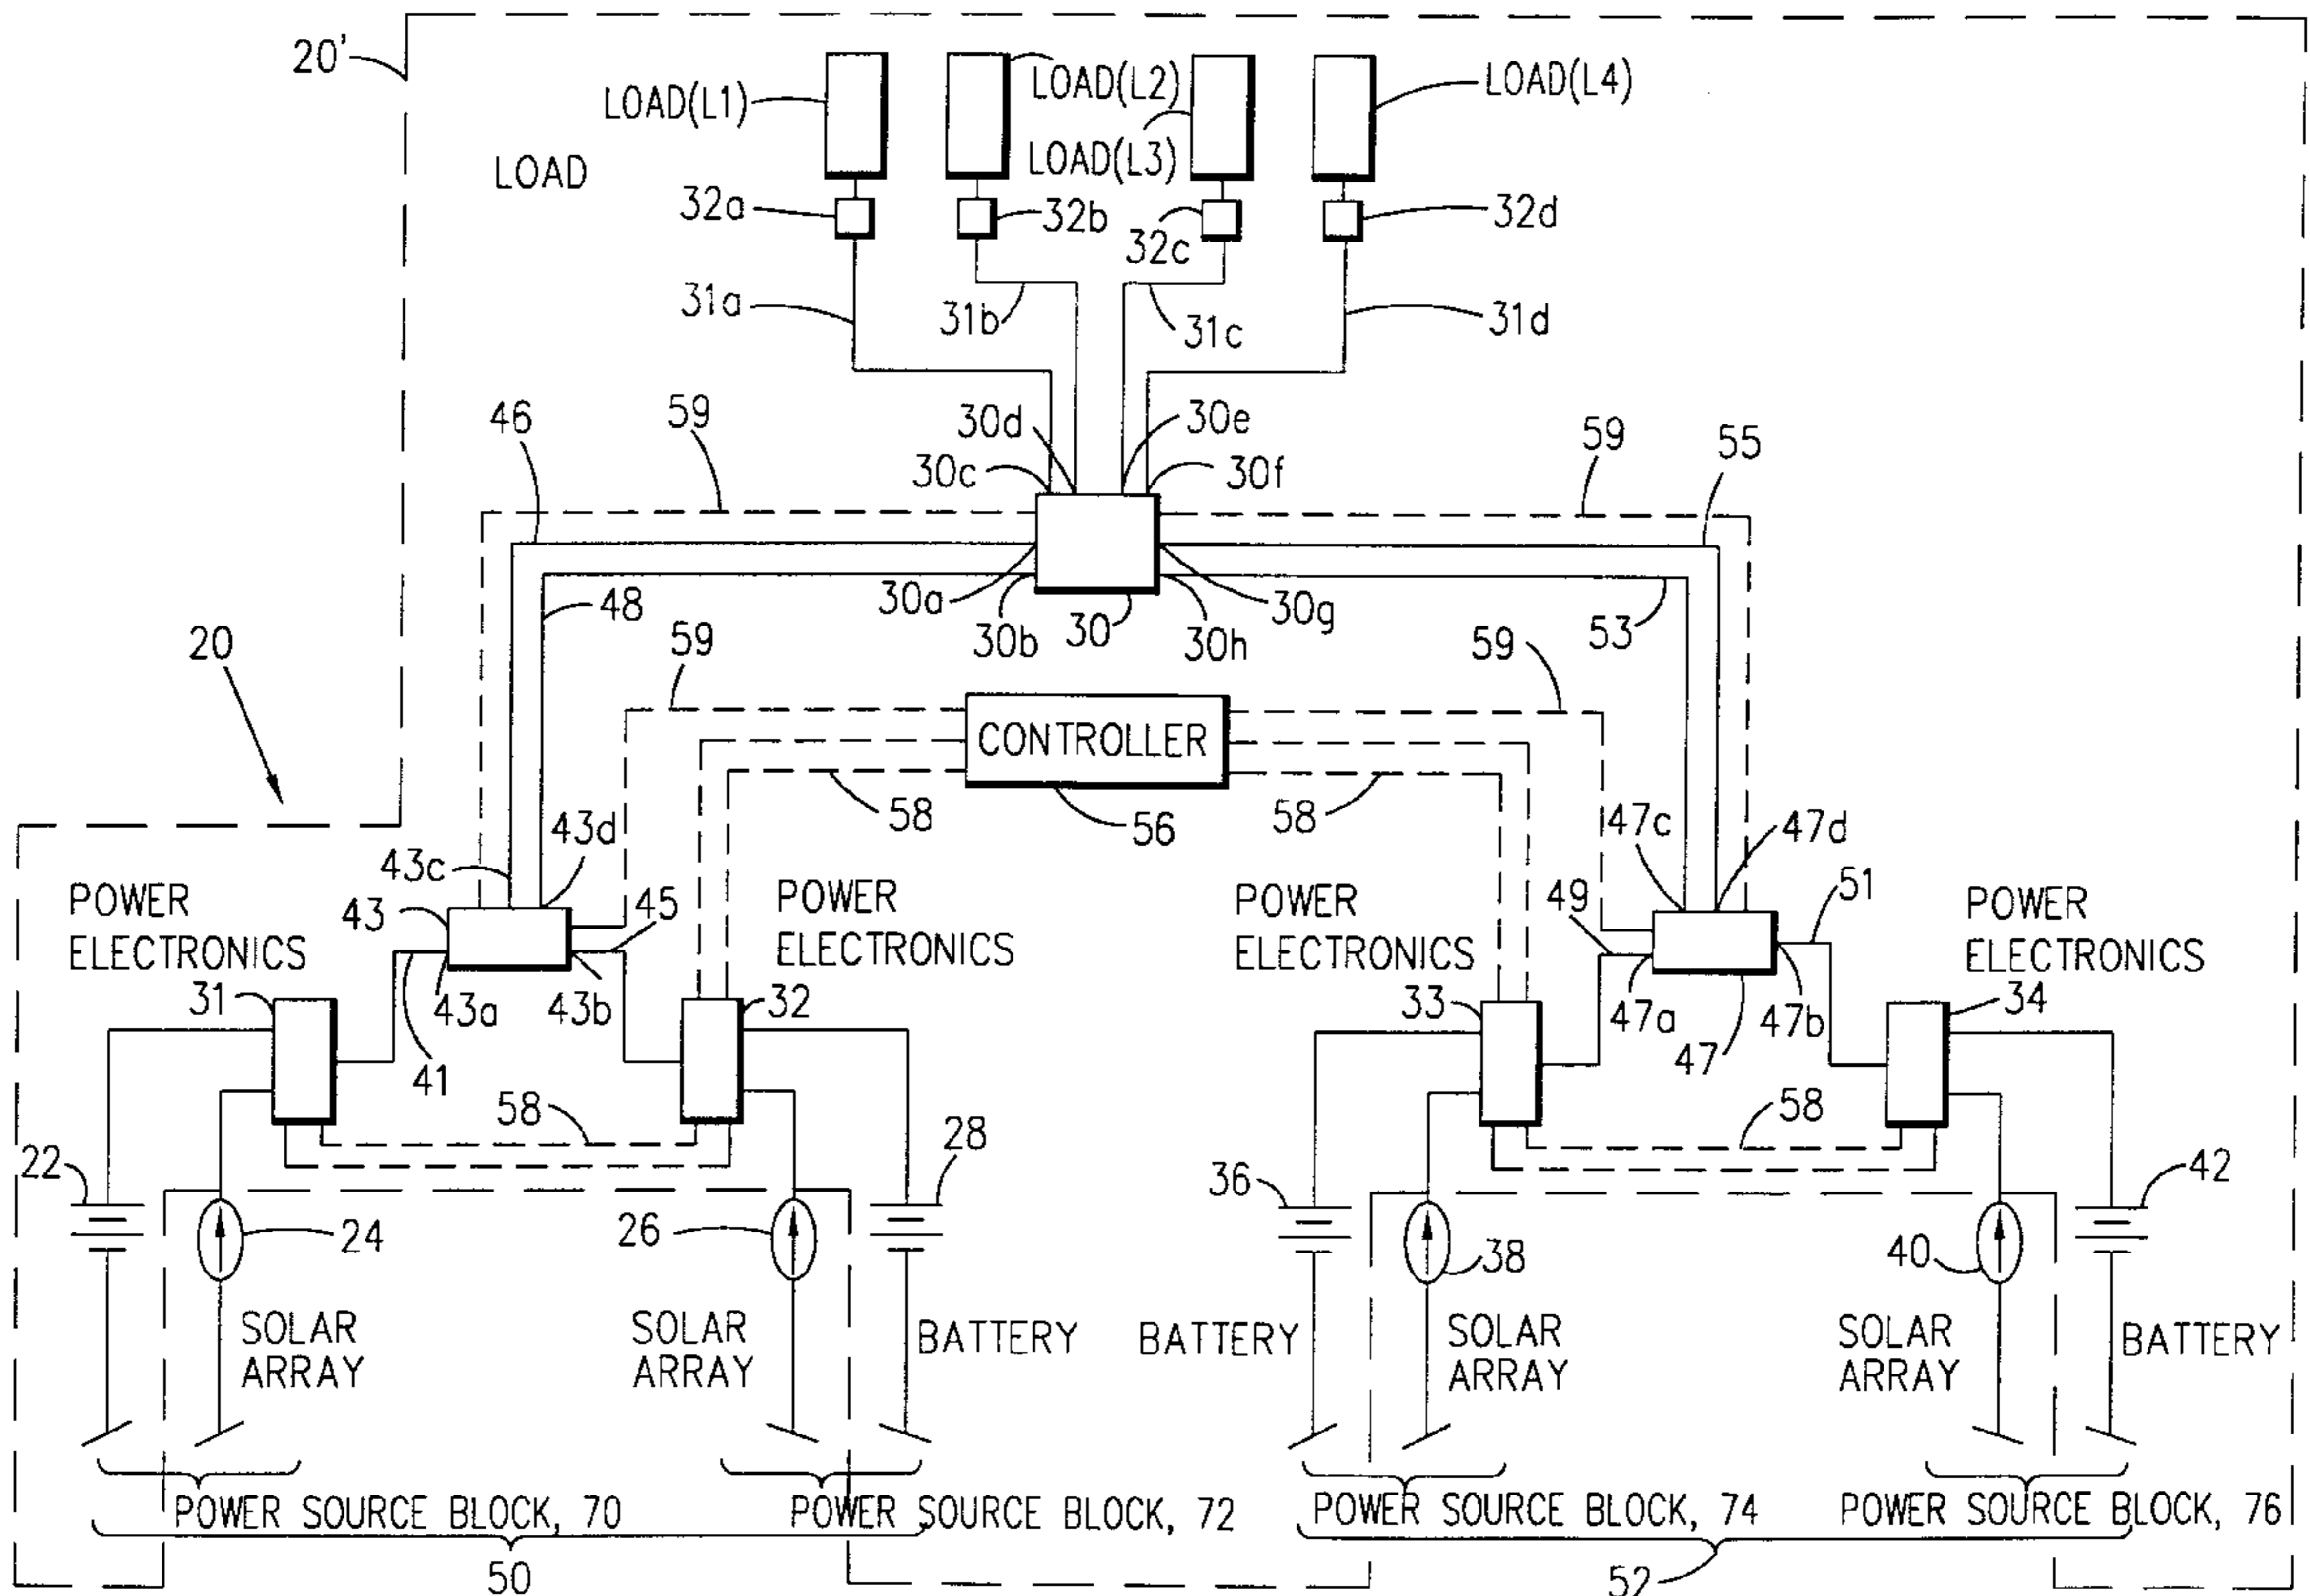 20'
LOAD(L1)
LOAD(L2)
LOAD(L3)
LOAD(L4)
LOAD
32a
32b
32c
32d
31a
31b
31c
31d
46
59
30d
30e
59
55
30c
30f
30a
30b
30
30h
30g
53
48
20
59
59
CONTROLLER
58
56
58
43d
43c
47c
47d
POWER
ELECTRONICS
43
45
POWER
ELECTRONICS
POWER
ELECTRONICS
49
51
POWER
ELECTRONICS
31
43a
43b
32
33
47a
47b
34
41
47
58
58
22
28
36
42
24
26
38
40
SOLAR
ARRAY
SOLAR
ARRAY
BATTERY
BATTERY
SOLAR
ARRAY
SOLAR
ARRAY
BATTERY
POWER SOURCE BLOCK, 70
POWER SOURCE BLOCK, 72
POWER SOURCE BLOCK, 74
POWER SOURCE BLOCK, 76
50
52